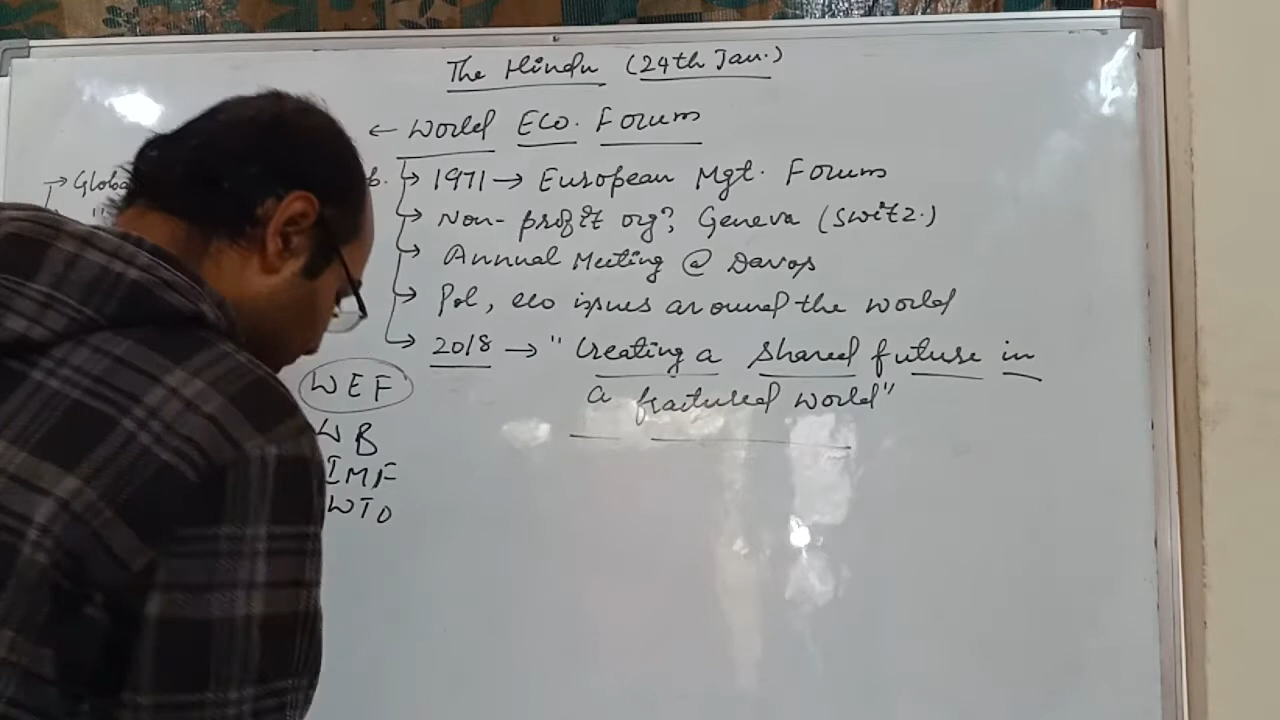 The Hindu (24th Jan.)
← World Eco. Forum
→ Globa
b. → 1971 → European Mgt. Forum
→ Non-profit org? Geneva (Switz.)
→ Annual Meeting @ Davos
→ Pol, eco issues around the world
→ 2018 → "Creating a shared future in
a fractured world"
WEF
WB
IMF
WTO